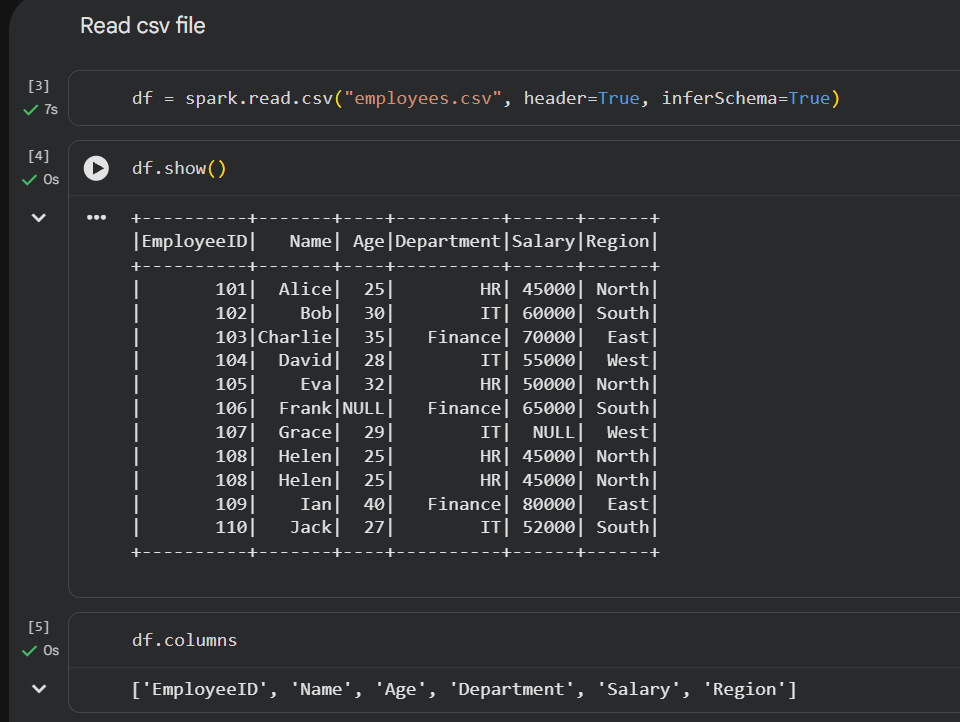 Read csv file
[3]
7s
df = spark.read.csv("employees.csv", header=True, inferSchema=True)
[4]
0s
df.show()
+----------+-------+----+----------+------+------+
|EmployeeID|   Name| Age|Department|Salary|Region|
+----------+-------+----+----------+------+------+
|       101|  Alice|  25|        HR| 45000| North|
|       102|    Bob|  30|        IT| 60000| South|
|       103|Charlie|  35|   Finance| 70000|  East|
|       104|  David|  28|        IT| 55000|  West|
|       105|    Eva|  32|        HR| 50000| North|
|       106|  Frank|NULL|   Finance| 65000| South|
|       107|  Grace|  29|        IT|  NULL|  West|
|       108|  Helen|  25|        HR| 45000| North|
|       108|  Helen|  25|        HR| 45000| North|
|       109|    Ian|  40|   Finance| 80000|  East|
|       110|   Jack|  27|        IT| 52000| South|
+----------+-------+----+----------+------+------+
[5]
0s
df.columns
['EmployeeID', 'Name', 'Age', 'Department', 'Salary', 'Region']